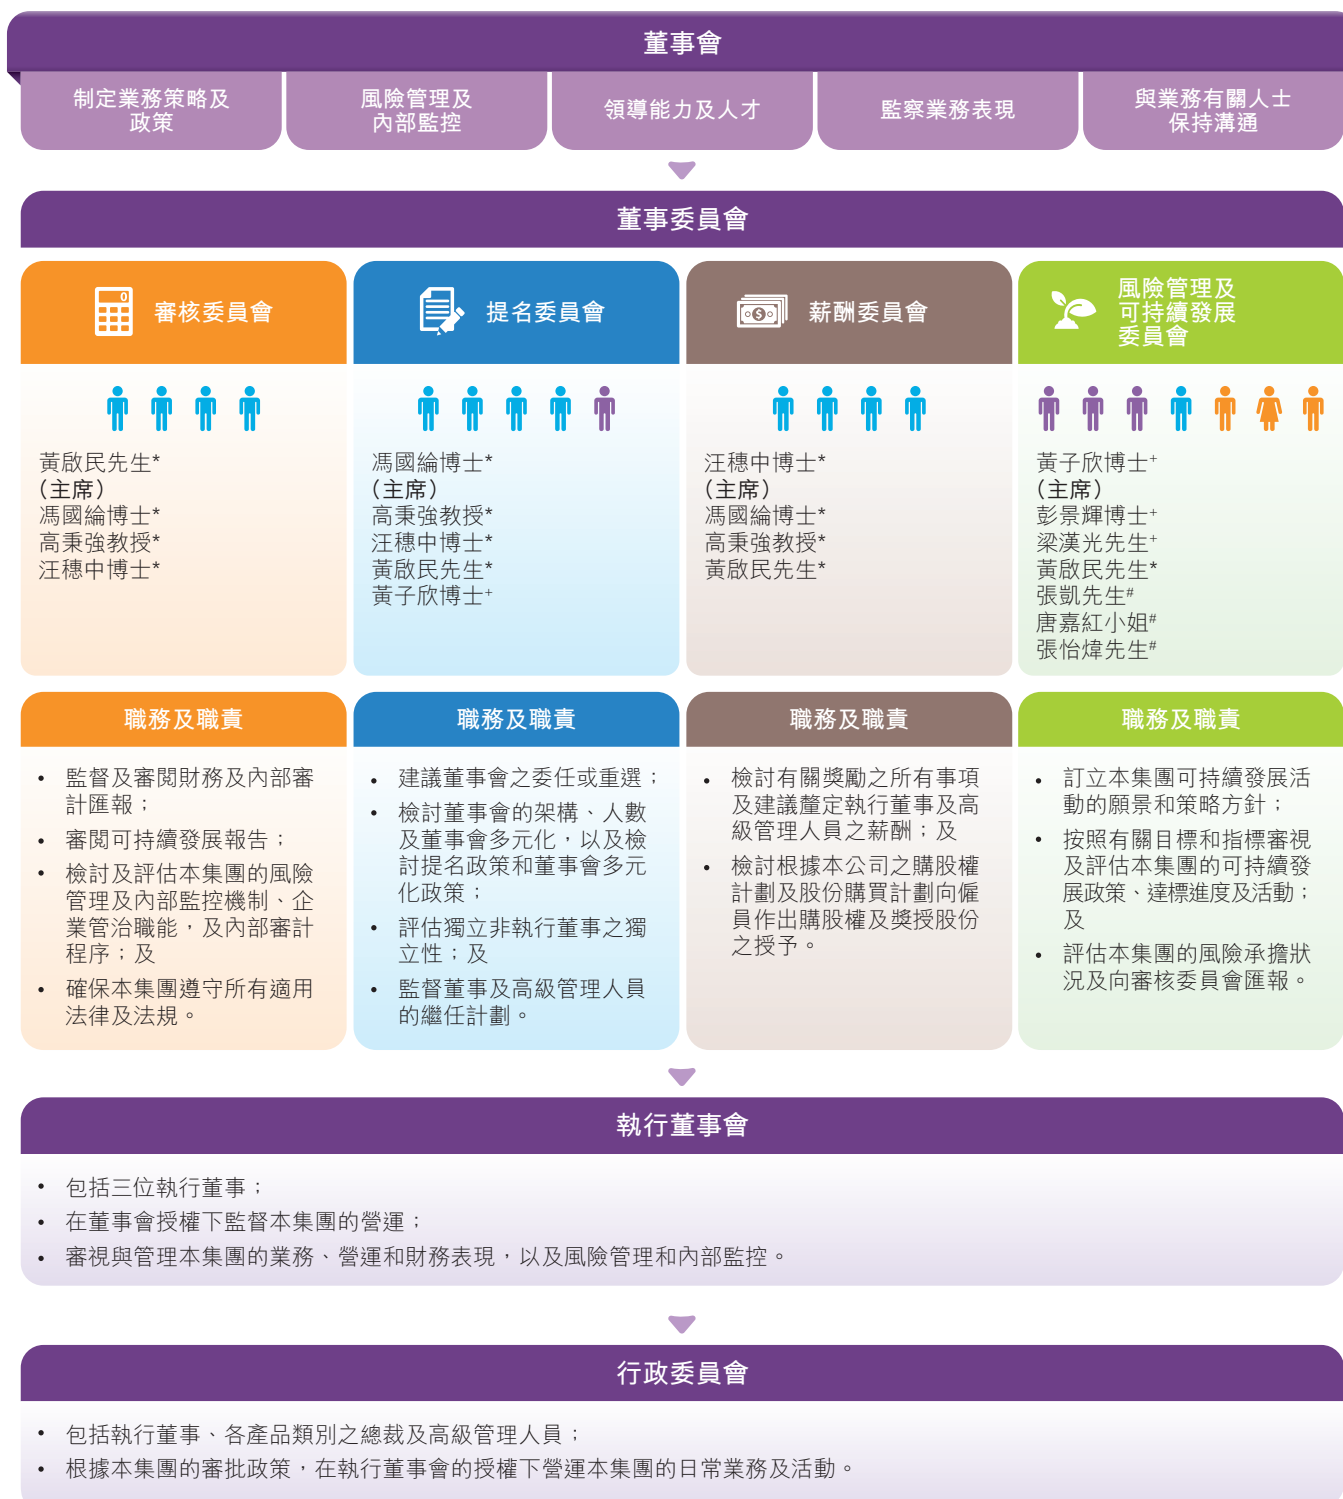 董事會
制定業務策略及
政策
風險管理及
內部監控
領導能力及人才
監察業務表現
與業務有關人士
保持溝通
董事委員會
審核委員會
黃啟民先生*
（主席）
馮國綸博士*
高秉強教授*
汪穗中博士*
提名委員會
馮國綸博士*
（主席）
高秉強教授*
汪穗中博士*
黃啟民先生*
黃子欣博士+
薪酬委員會
汪穗中博士*
（主席）
馮國綸博士*
高秉強教授*
黃啟民先生*
風險管理及
可持續發展
委員會
黃子欣博士+
（主席）
彭景輝博士+
梁漢光先生+
黃啟民先生*
張凱先生#
唐嘉紅小姐#
張怡煒先生#
職務及職責
• 監督及審閱財務及內部審
計匯報；
• 審閱可持續發展報告；
• 檢討及評估本集團的風險
管理及內部監控機制、企
業管治職能，及內部審計
程序；及
• 確保本集團遵守所有適用
法律及法規。
職務及職責
• 建議董事會之委任或重選；
• 檢討董事會的架構、人數
及董事會多元化，以及檢
討提名政策和董事會多元
化政策；
• 評估獨立非執行董事之獨
立性；及
• 監督董事及高級管理人員
的繼任計劃。
職務及職責
• 檢討有關獎勵之所有事項
及建議釐定執行董事及高
級管理人員之薪酬；及
• 檢討根據本公司之購股權
計劃及股份購買計劃向僱
員作出購股權及獎授股份
之授予。
職務及職責
• 訂立本集團可持續發展活
動的願景和策略方針；
• 按照有關目標和指標審視
及評估本集團的可持續發
展政策、達標進度及活動；
及
• 評估本集團的風險承擔狀
況及向審核委員會匯報。
執行董事會
• 包括三位執行董事；
• 在董事會授權下監督本集團的營運；
• 審視與管理本集團的業務、營運和財務表現，以及風險管理和內部監控。
行政委員會
• 包括執行董事、各產品類別之總裁及高級管理人員；
• 根據本集團的審批政策，在執行董事會的授權下營運本集團的日常業務及活動。